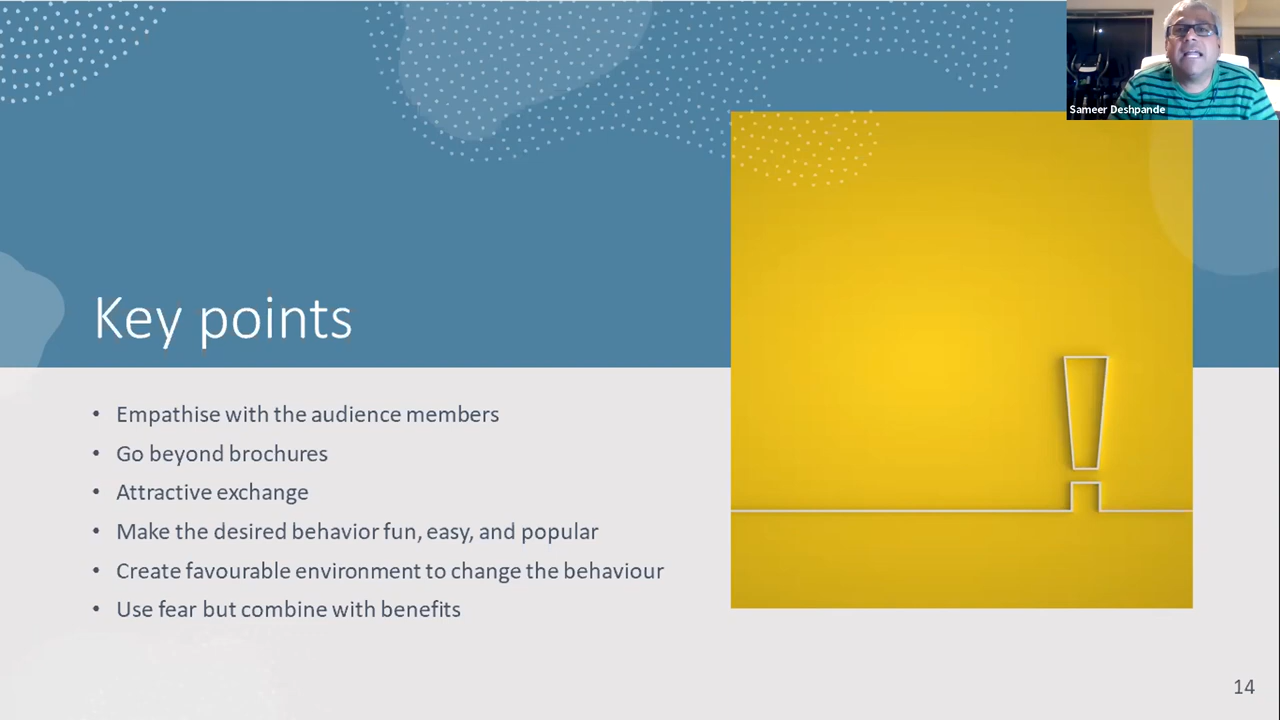 Sameer Deshpande
Key points
• Empathise with the audience members
• Go beyond brochures
• Attractive exchange
• Make the desired behavior fun, easy, and popular
• Create favourable environment to change the behaviour
• Use fear but combine with benefits
14